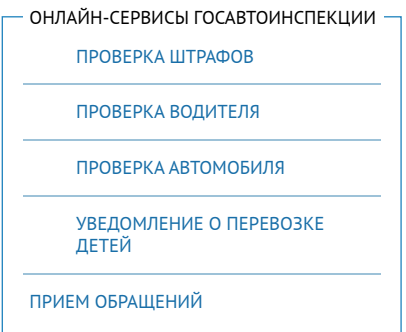 ОНЛАЙН-СЕРВИСЫ ГОСАВТОИНСПЕКЦИИ
ПРОВЕРКА ШТРАФОВ
ПРОВЕРКА ВОДИТЕЛЯ
ПРОВЕРКА АВТОМОБИЛЯ
УВЕДОМЛЕНИЕ О ПЕРЕВОЗКЕ
ДЕТЕЙ
ПРИЕМ ОБРАЩЕНИЙ